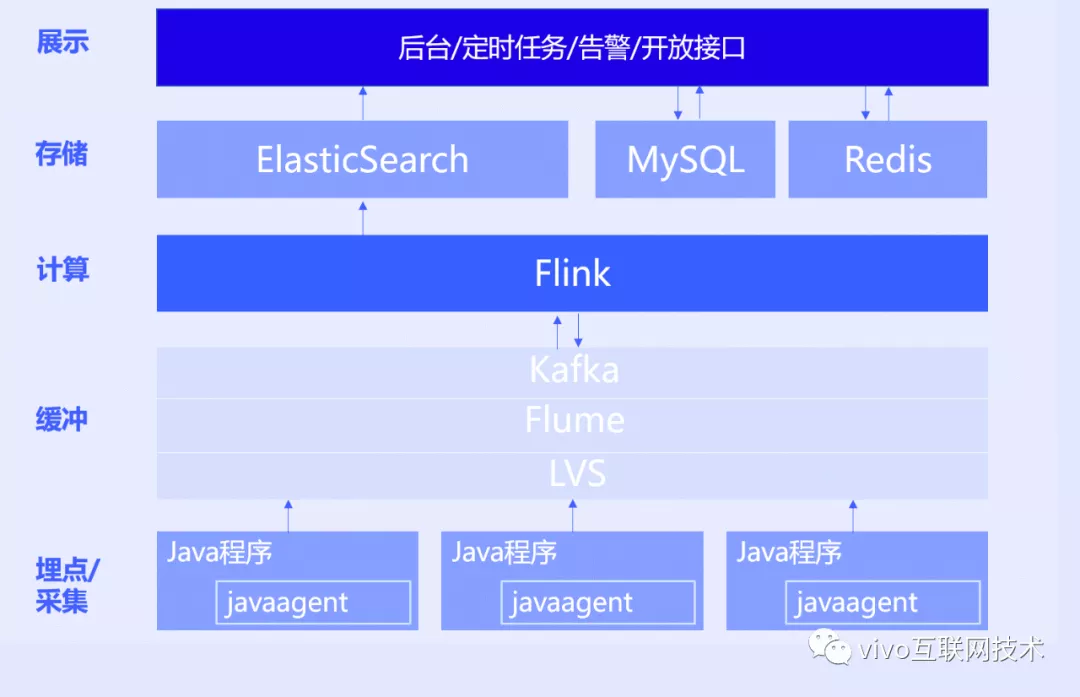 展示
后台/定时任务/告警/开放接口
存储
ElasticSearch
MySQL
Redis
计算
Flink
缓冲
Kafka
Flume
LVS
埋点/
采集
Java程序
javaagent
Java程序
javaagent
Java程序
javaagent
vivo互联网技术